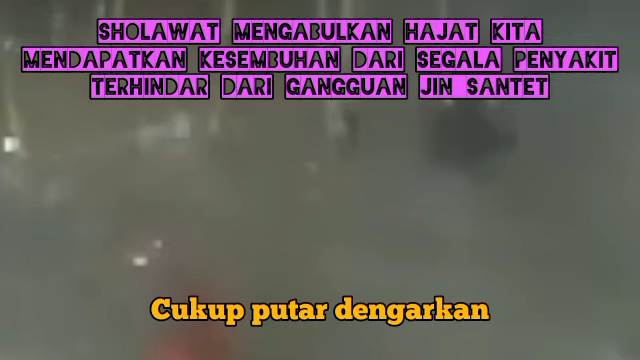 SHOLAWAT MENGABULKAN HAJAT KITA
MENDAPATKAN KESEMBUHAN DARI SEGALA PENYAKIT
TERHINDAR DARI GANGGUAN JIN SANTET
Cukup putar dengarkan